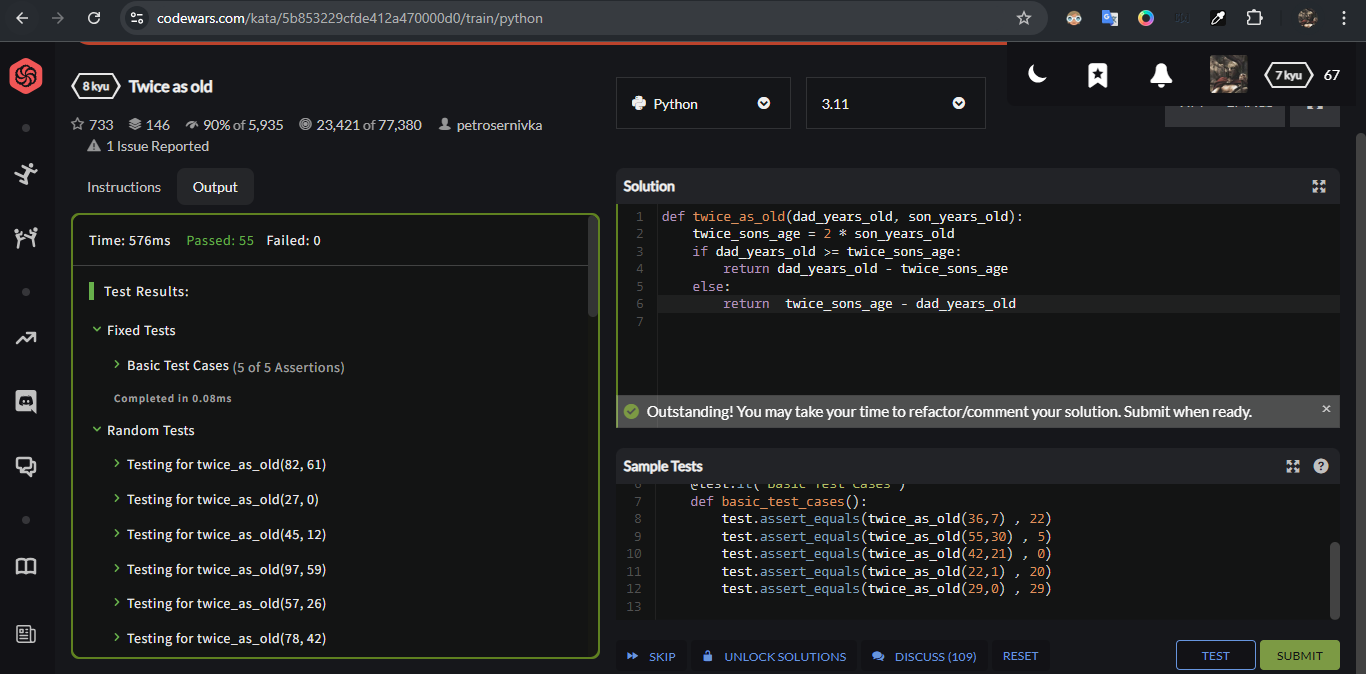 codewars.com/kata/5b853229cfde412a470000d0/train/python
8 kyu Twice as old
733 146 90% of 5,935 23,421 of 77,380 petrosernivka
1 Issue Reported
Python
3.11
7 kyu 67
Instructions Output
Time: 576ms Passed: 55 Failed: 0
Test Results:
Fixed Tests
Basic Test Cases (5 of 5 Assertions)
Completed in 0.08ms
Random Tests
Testing for twice_as_old(82, 61)
Testing for twice_as_old(27, 0)
Testing for twice_as_old(45, 12)
Testing for twice_as_old(97, 59)
Testing for twice_as_old(57, 26)
Testing for twice_as_old(78, 42)
Solution
1 def twice_as_old(dad_years_old, son_years_old):
2 twice_sons_age = 2 * son_years_old
3 if dad_years_old >= twice_sons_age:
4 return dad_years_old - twice_sons_age
5 else:
6 return  twice_sons_age - dad_years_old
7
Outstanding! You may take your time to refactor/comment your solution. Submit when ready.
Sample Tests
6 @test.it("Basic Test Cases")
7 def basic_test_cases():
8 test.assert_equals(twice_as_old(36,7) , 22)
9 test.assert_equals(twice_as_old(55,30) , 5)
10 test.assert_equals(twice_as_old(42,21) , 0)
11 test.assert_equals(twice_as_old(22,1) , 20)
12 test.assert_equals(twice_as_old(29,0) , 29)
13
SKIP UNLOCK SOLUTIONS DISCUSS (109) RESET TEST SUBMIT